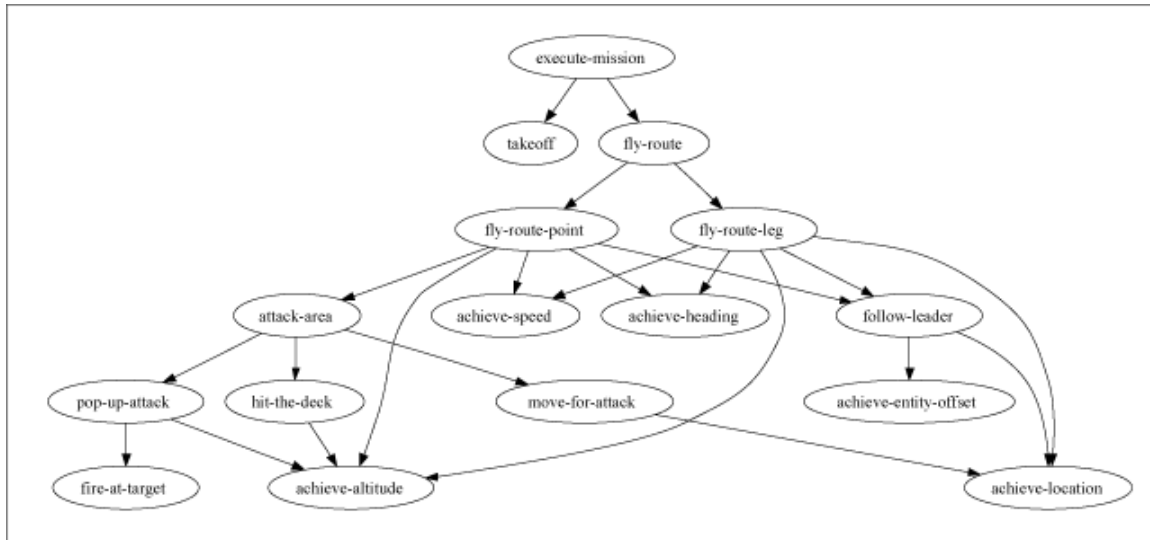 execute-mission
takeoff
fly-route
fly-route-point
fly-route-leg
attack-area
achieve-speed
achieve-heading
follow-leader
pop-up-attack
hit-the-deck
move-for-attack
achieve-entity-offset
fire-at-target
achieve-altitude
achieve-location